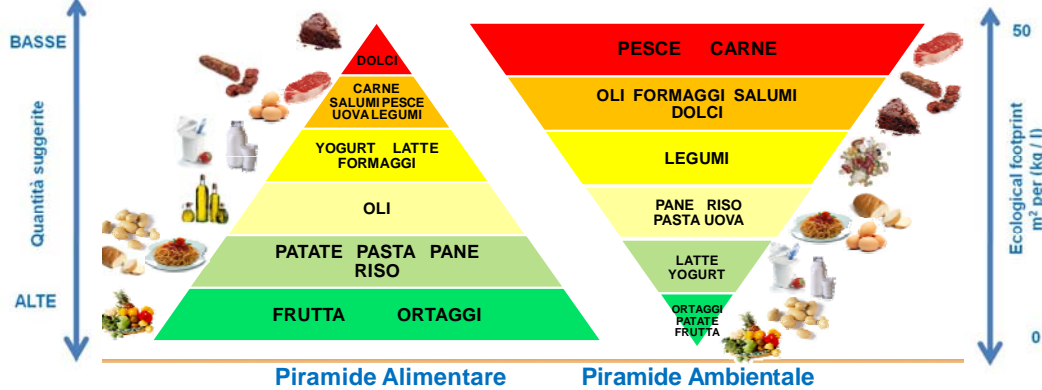 BASSE
Quantità suggerite
ALTE
DOLCI
CARNE
SALUMI PESCE
UOVA LEGUMI
YOGURT LATTE
FORMAGGI
OLI
PATATE PASTA PANE
RISO
FRUTTA ORTAGGI
Piramide Alimentare
PESCE CARNE
OLI FORMAGGI SALUMI
DOLCI
LEGUMI
PANE RISO
PASTA UOVA
LATTE
YOGURT
ORTAGGI
PATATE
FRUTTA
Piramide Ambientale
50
Ecological footprint
m² per (kg / l)
0